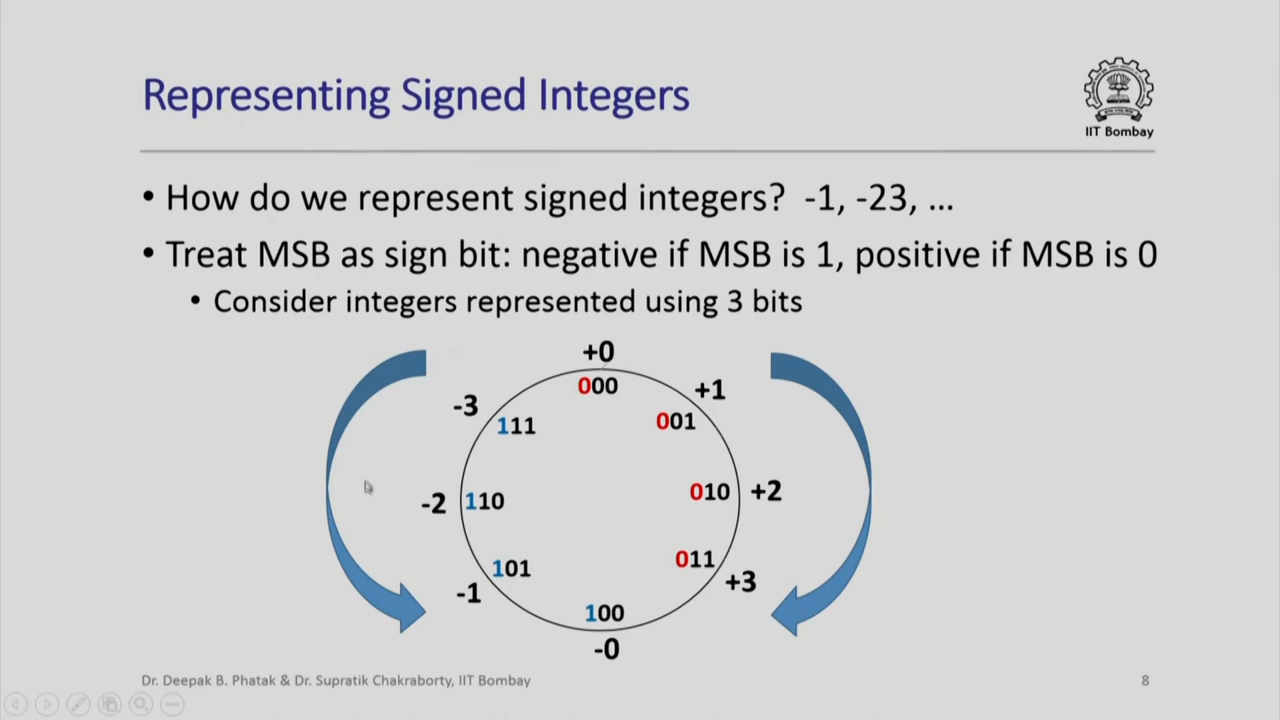 Representing Signed Integers
IIT Bombay
• How do we represent signed integers? -1, -23, ...
• Treat MSB as sign bit: negative if MSB is 1, positive if MSB is 0
• Consider integers represented using 3 bits
+0
000
-3
111
+1
001
-2
110
010
+2
101
-1
011
+3
100
-0
Dr. Deepak B. Phatak & Dr. Supratik Chakraborty, IIT Bombay
8